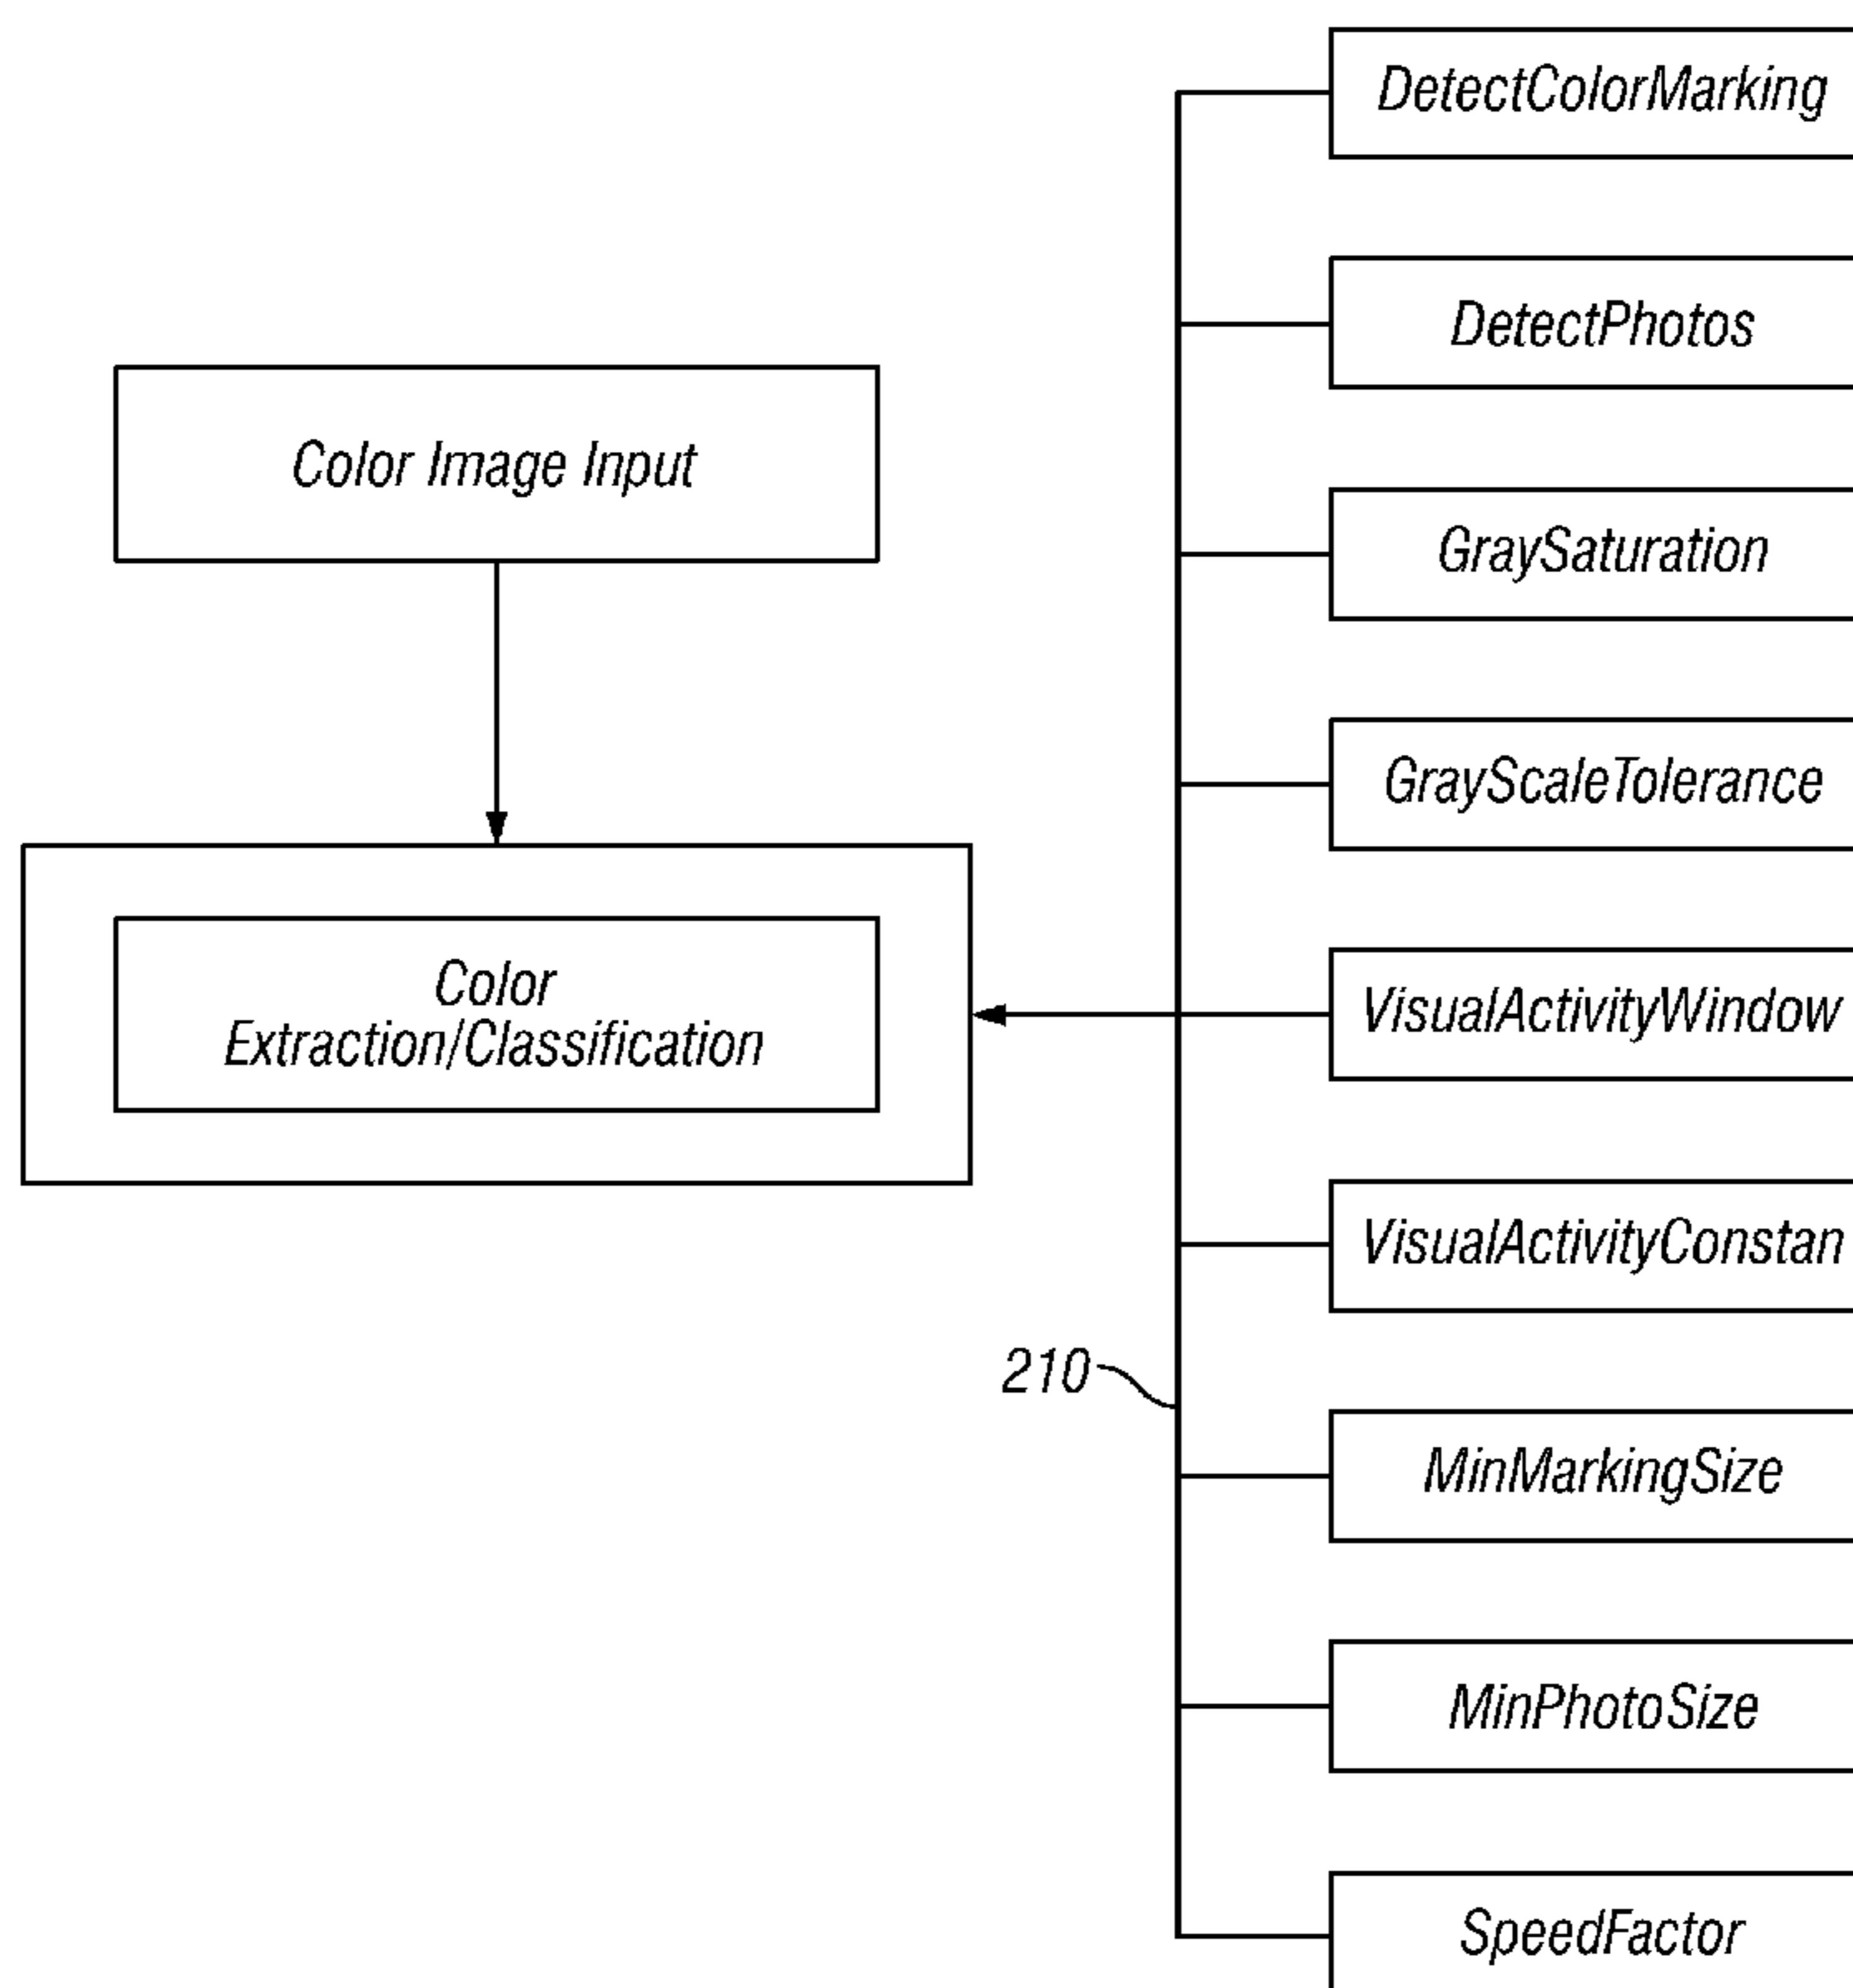 DetectColorMarking
DetectPhotos
Color Image Input
GraySaturation
GrayScaleTolerance
Color
Extraction/Classification
VisualActivityWindow
VisualActivityConstan
210
MinMarkingSize
MinPhotoSize
SpeedFactor